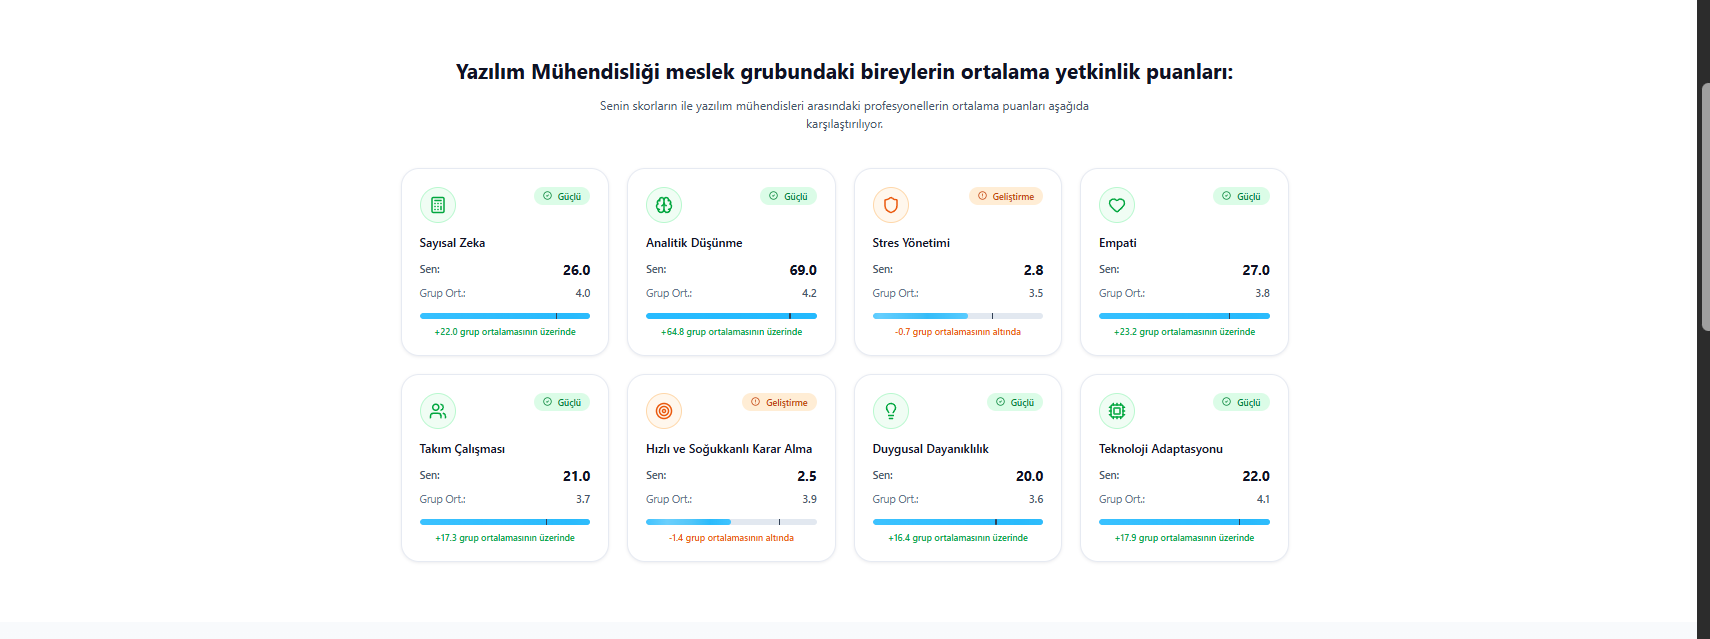 Yazılım Mühendisliği meslek grubundaki bireylerin ortalama yetkinlik puanları:
Senin skorların ile yazılım mühendisleri arasındaki profesyonellerin ortalama puanları aşağıda
karşılaştırılıyor.
Güçlü
Sayısal Zeka
Sen: 26.0
Grup Ort.: 4.0
+22.0 grup ortalamasının üzerinde
Güçlü
Analitik Düşünme
Sen: 69.0
Grup Ort.: 4.2
+64.8 grup ortalamasının üzerinde
Geliştirme
Stres Yönetimi
Sen: 2.8
Grup Ort.: 3.5
-0.7 grup ortalamasının altında
Güçlü
Empati
Sen: 27.0
Grup Ort.: 3.8
+23.2 grup ortalamasının üzerinde
Güçlü
Takım Çalışması
Sen: 21.0
Grup Ort.: 3.7
+17.3 grup ortalamasının üzerinde
Geliştirme
Hızlı ve Soğukkanlı Karar Alma
Sen: 2.5
Grup Ort.: 3.9
-1.4 grup ortalamasının altında
Güçlü
Duygusal Dayanıklılık
Sen: 20.0
Grup Ort.: 3.6
+16.4 grup ortalamasının üzerinde
Güçlü
Teknoloji Adaptasyonu
Sen: 22.0
Grup Ort.: 4.1
+17.9 grup ortalamasının üzerinde